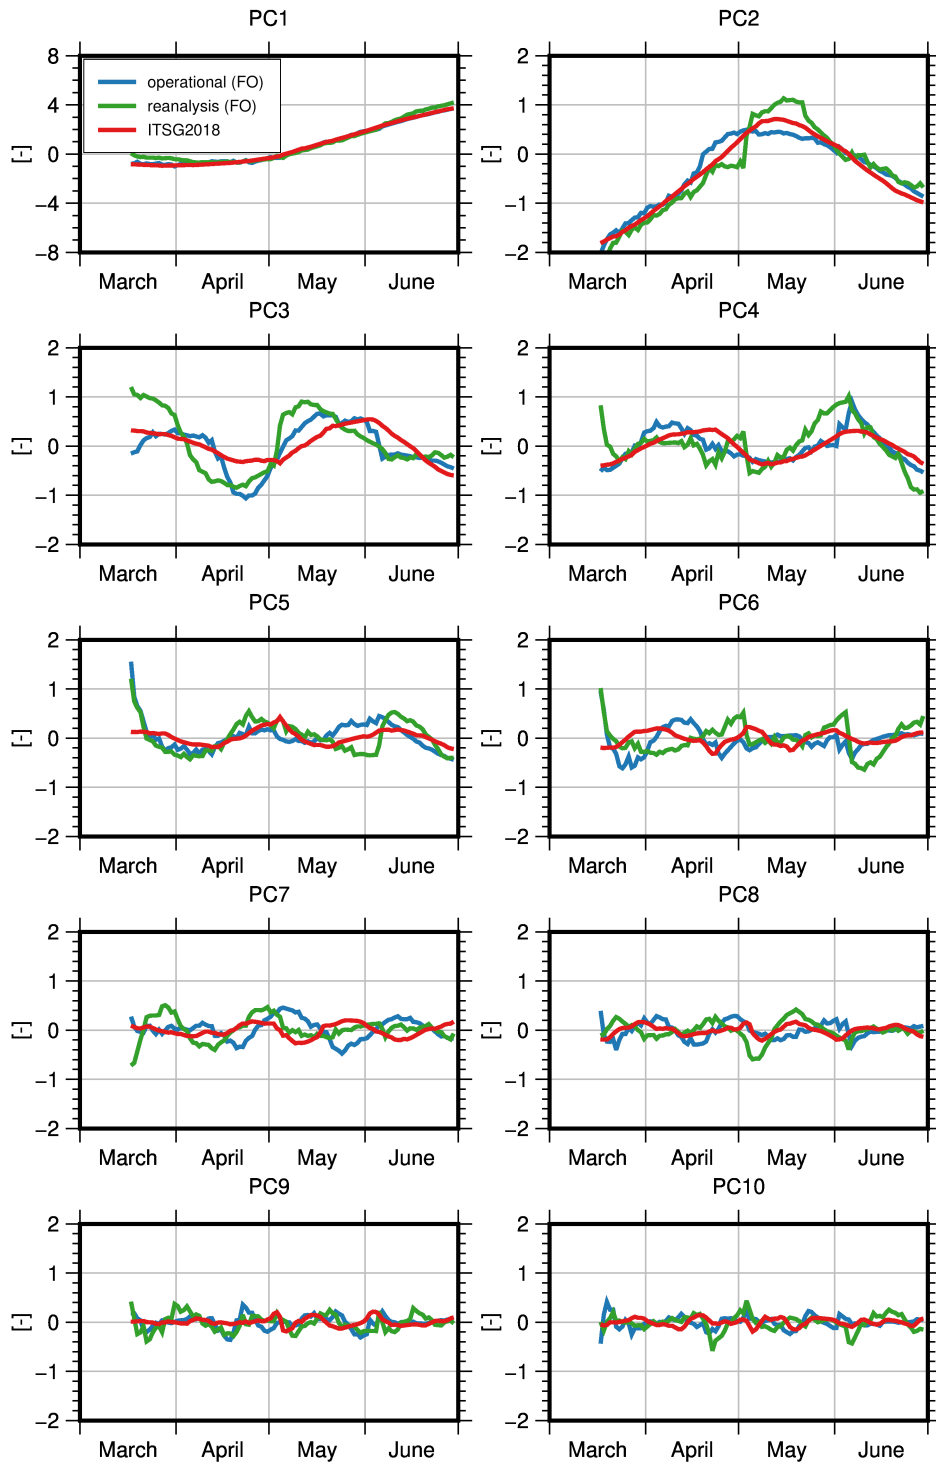 PC1
PC2
8
4
0
−4
−8
[-]
operational (FO)
reanalysis (FO)
ITSG2018
March April May June
2
1
0
−1
−2
[-]
March April May June
PC3
PC4
2
1
0
−1
−2
[-]
March April May June
2
1
0
−1
−2
[-]
March April May June
PC5
PC6
2
1
0
−1
−2
[-]
March April May June
2
1
0
−1
−2
[-]
March April May June
PC7
PC8
2
1
0
−1
−2
[-]
March April May June
2
1
0
−1
−2
[-]
March April May June
PC9
PC10
2
1
0
−1
−2
[-]
March April May June
2
1
0
−1
−2
[-]
March April May June